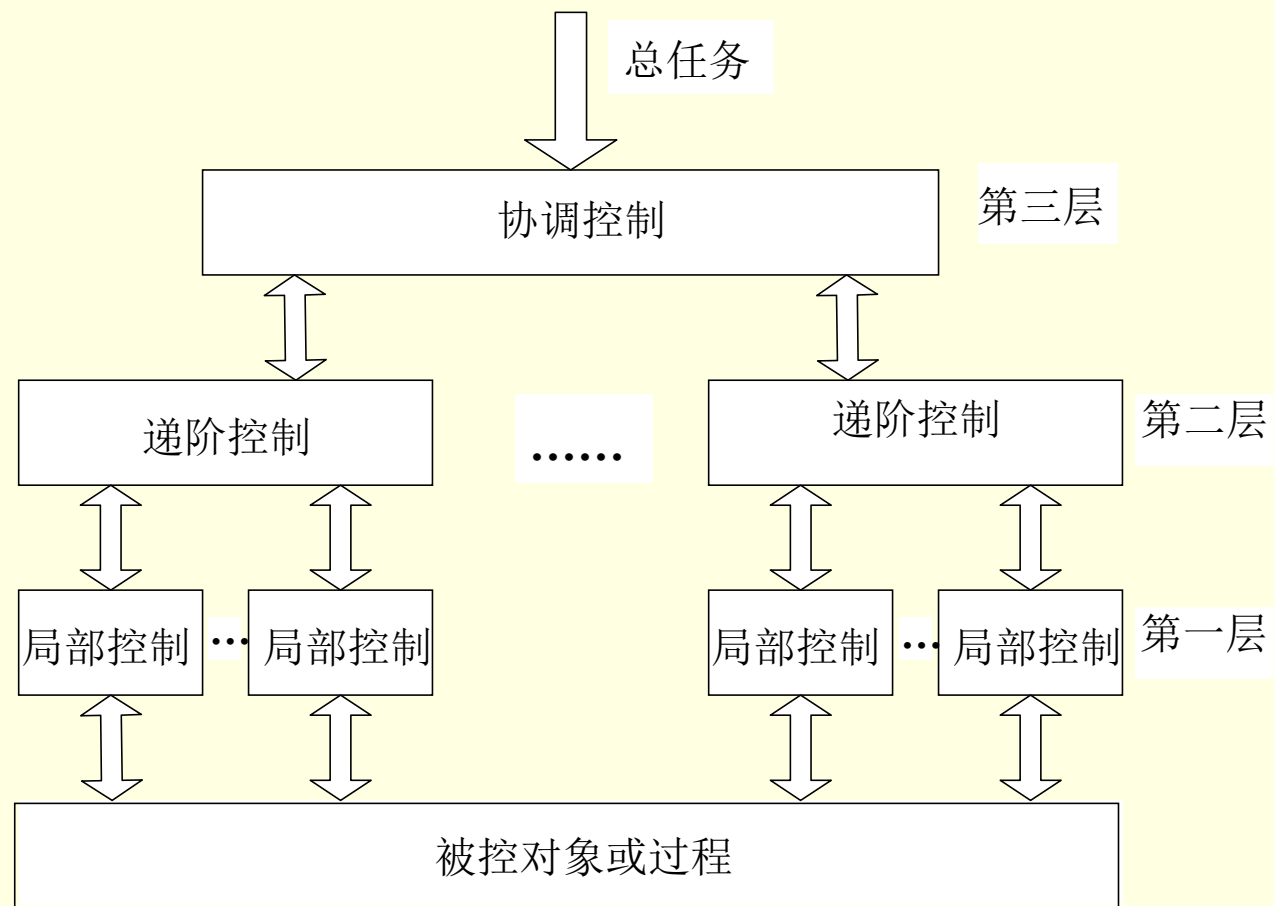 总任务
协调控制
第三层
递阶控制
......
递阶控制
第二层
局部控制
...
局部控制
局部控制
...
局部控制
第一层
被控对象或过程